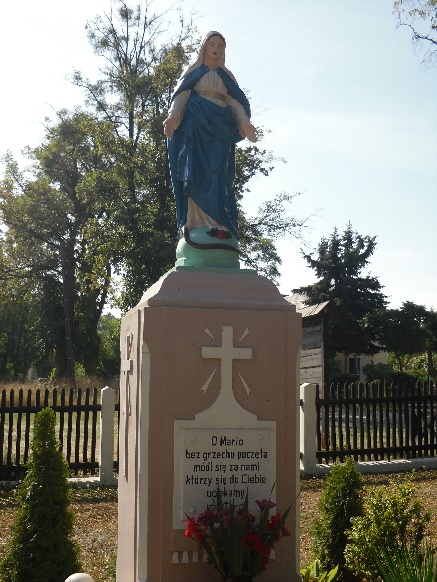 O Mario
bez grzechu poczęta
módl się za nami
którzy się do Ciebie
uciekamy